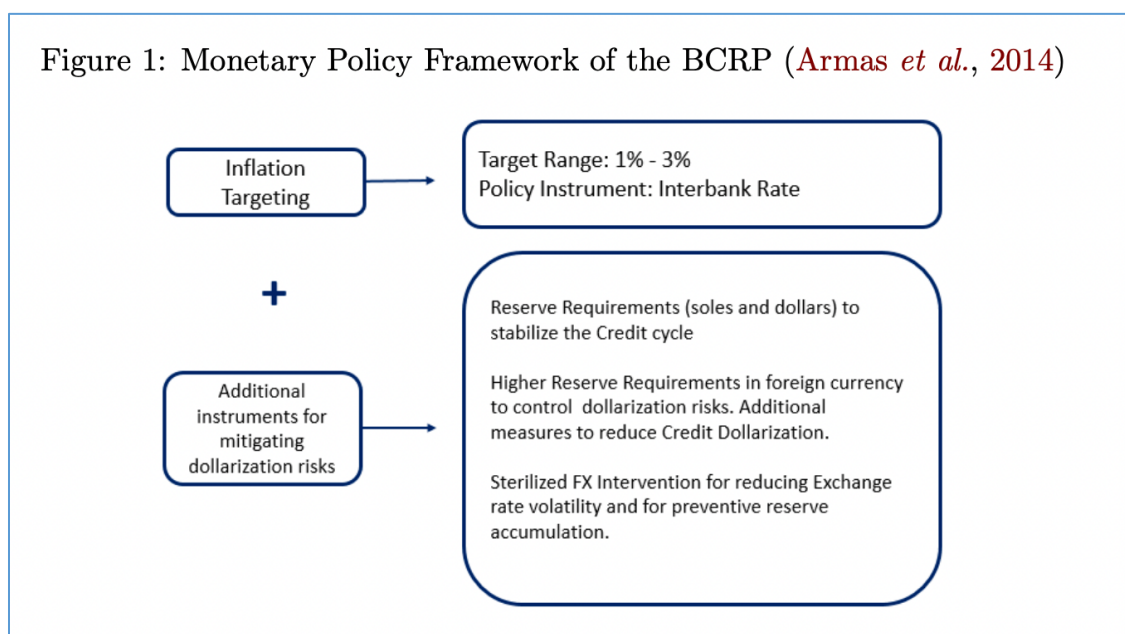 Figure 1: Monetary Policy Framework of the BCRP (Armas et al., 2014)
Inflation
Targeting
Target Range: 1% - 3%
Policy Instrument: Interbank Rate
+
Additional
instruments for
mitigating
dollarization risks
Reserve Requirements (soles and dollars) to
stabilize the Credit cycle
Higher Reserve Requirements in foreign currency
to control dollarization risks. Additional
measures to reduce Credit Dollarization.
Sterilized FX Intervention for reducing Exchange
rate volatility and for preventive reserve
accumulation.